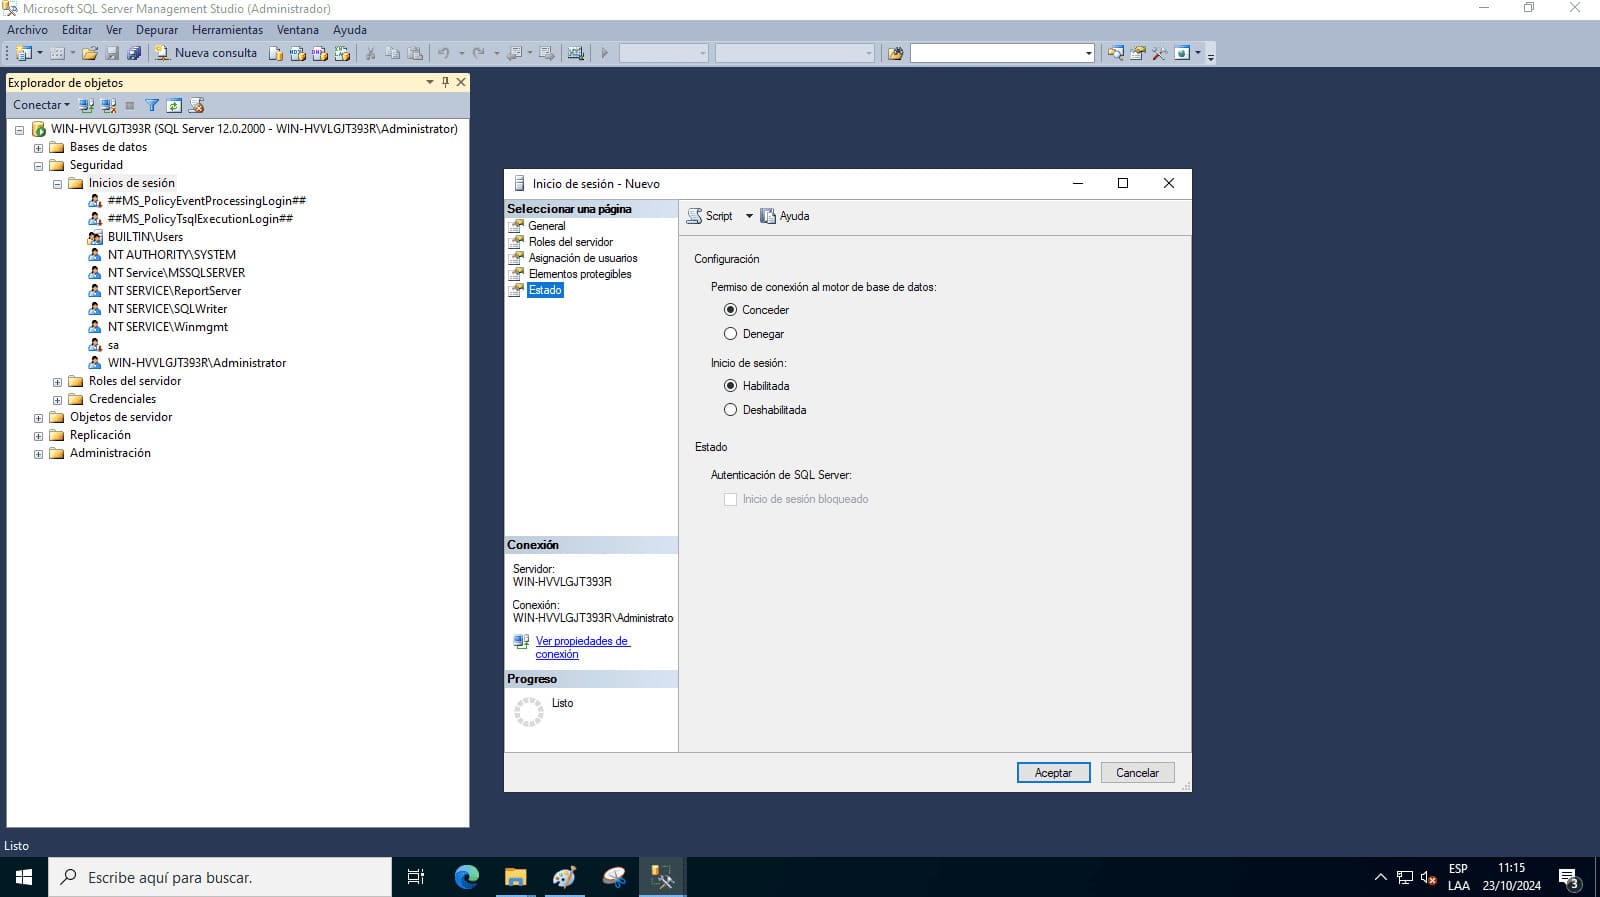 Microsoft SQL Server Management Studio (Administrador)
Archivo Editar Ver Depurar Herramientas Ventana Ayuda
Nueva consulta
Explorador de objetos
Conectar
WIN-HVVLGJT393R (SQL Server 12.0.2000 - WIN-HVVLGJT393R\Administrator)
Bases de datos
Seguridad
Inicios de sesión
##MS_PolicyEventProcessingLogin##
##MS_PolicyTsqlExecutionLogin##
BUILTIN\Users
NT AUTHORITY\SYSTEM
NT Service\MSSQLSERVER
NT SERVICE\ReportServer
NT SERVICE\SQLWriter
NT SERVICE\Winmgmt
sa
WIN-HVVLGJT393R\Administrator
Roles del servidor
Credenciales
Objetos de servidor
Replicación
Administración
Inicio de sesión - Nuevo
Seleccionar una página
General
Roles del servidor
Asignación de usuarios
Elementos protegibles
Estado
Conexión
Servidor:
WIN-HVVLGJT393R
Conexión:
WIN-HVVLGJT393R\Administrato
Ver propiedades de
conexión
Progreso
Listo
Script Ayuda
Configuración
Permiso de conexión al motor de base de datos:
Conceder
Denegar
Inicio de sesión:
Habilitada
Deshabilitada
Estado
Autenticación de SQL Server:
Inicio de sesión bloqueado
Aceptar Cancelar
Listo
Escribe aquí para buscar.
ESP
LAA
11:15
23/10/2024
3